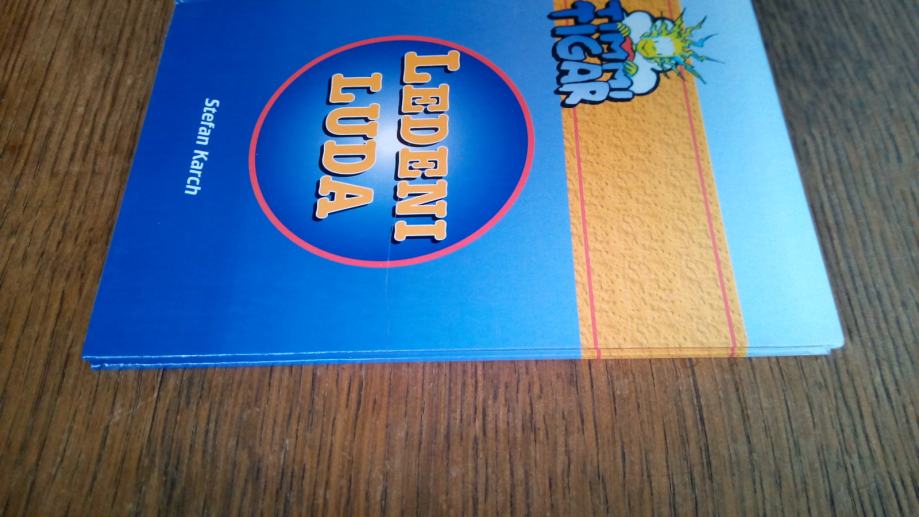 TIMMI
TIGAR
LEDENI
LUDA
Stefan Karch